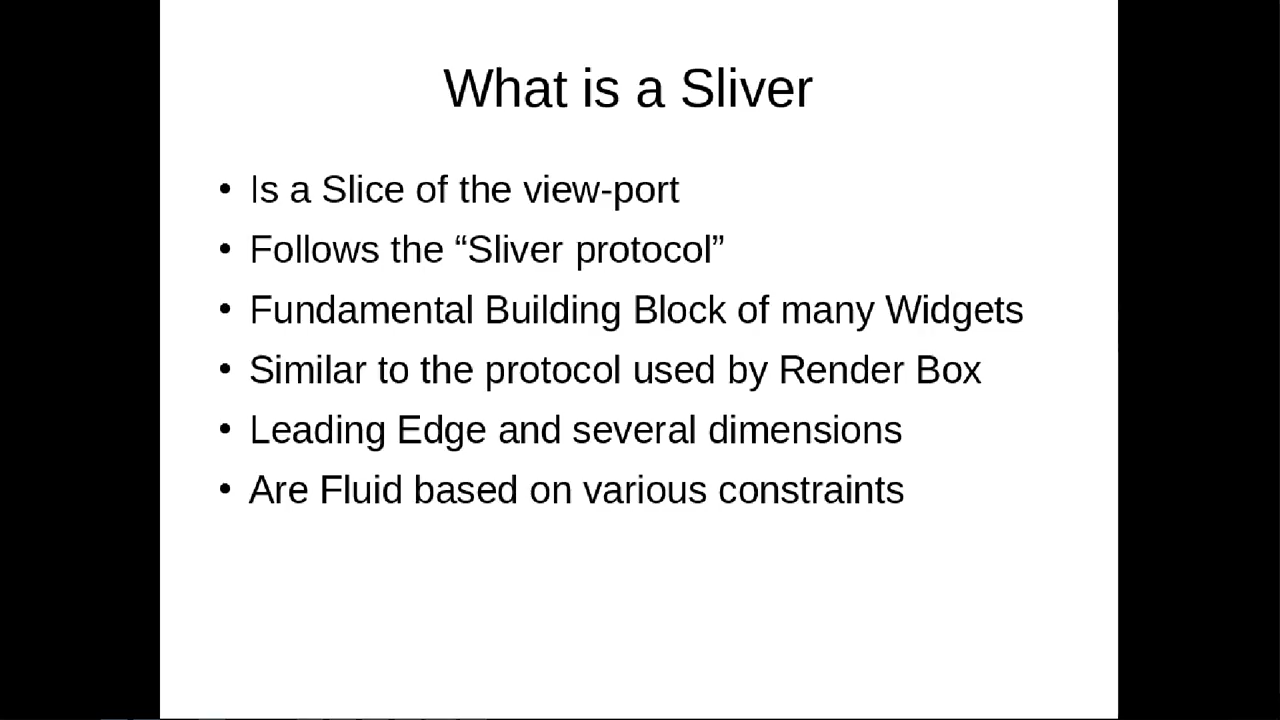 What is a Sliver
• Is a Slice of the view-port
• Follows the “Sliver protocol”
• Fundamental Building Block of many Widgets
• Similar to the protocol used by Render Box
• Leading Edge and several dimensions
• Are Fluid based on various constraints